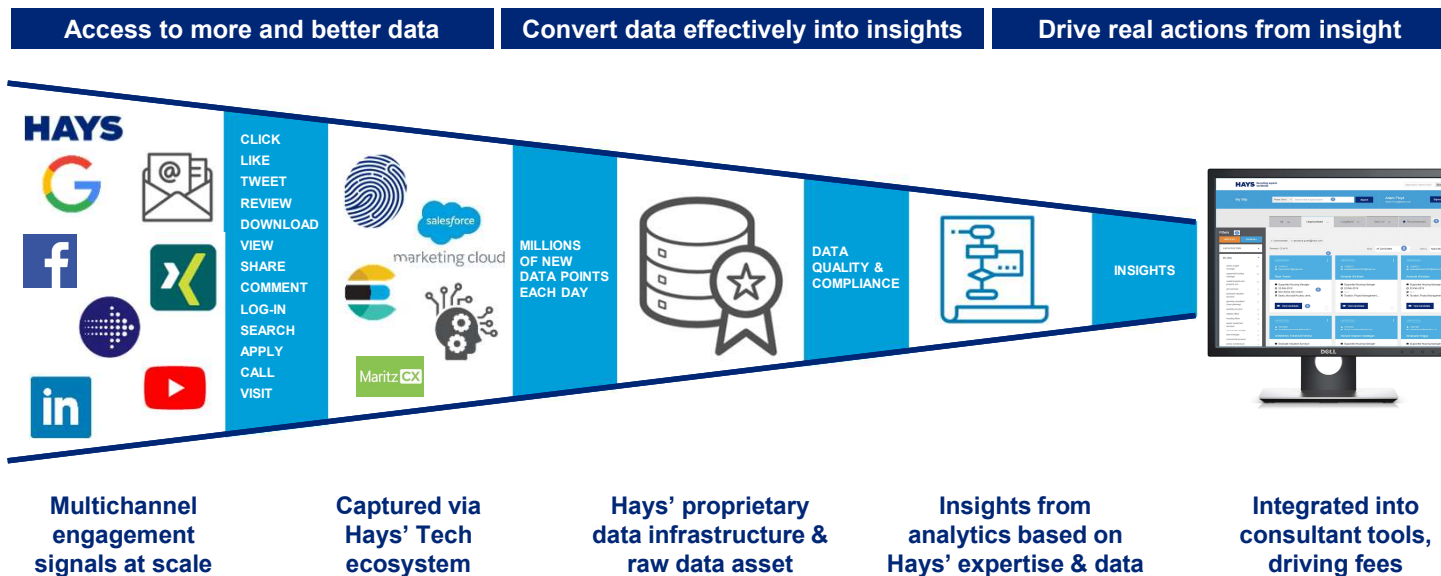 Access to more and better data
Convert data effectively into insights
Drive real actions from insight
HAYS
CLICK
LIKE
TWEET
REVIEW
DOWNLOAD
VIEW
SHARE
COMMENT
LOG-IN
SEARCH
APPLY
CALL
VISIT
in
salesforce
marketing cloud
Maritz CX
MILLIONS
OF NEW
DATA POINTS
EACH DAY
DATA
QUALITY &
COMPLIANCE
INSIGHTS
HAYS
DELL
Multichannel
engagement
signals at scale
Captured via
Hays' Tech
ecosystem
Hays' proprietary
data infrastructure &
raw data asset
Insights from
analytics based on
Hays' expertise & data
Integrated into
consultant tools,
driving fees